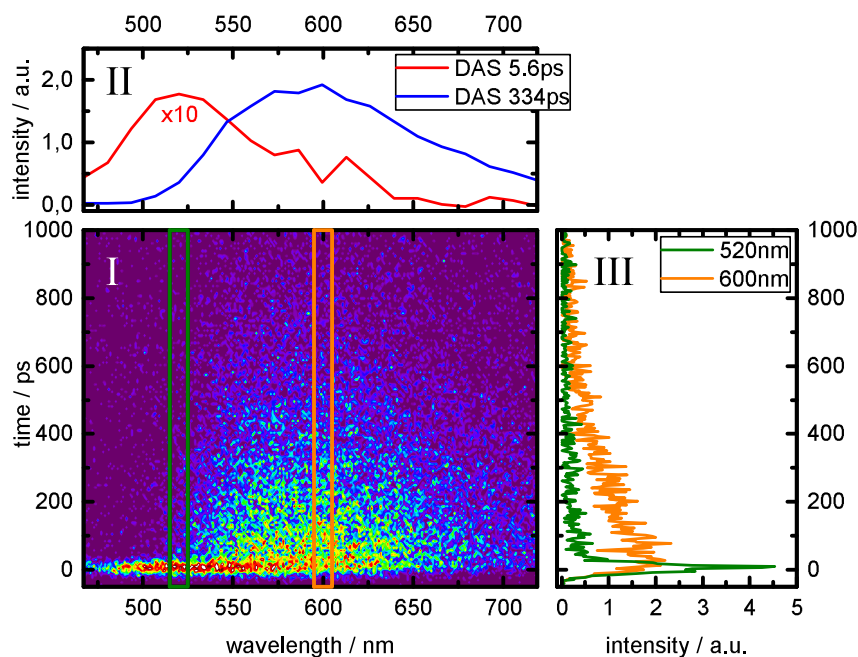 500 550 600 650 700
II
DAS 5.6ps
DAS 334ps
x10
2,0
1,0
0,0
intensity / a.u.
I
1000
800
600
400
200
0
time / ps
500 550 600 650 700
wavelength / nm
III
520nm
600nm
1000
800
600
400
200
0
0 1 2 3 4 5
intensity / a.u.